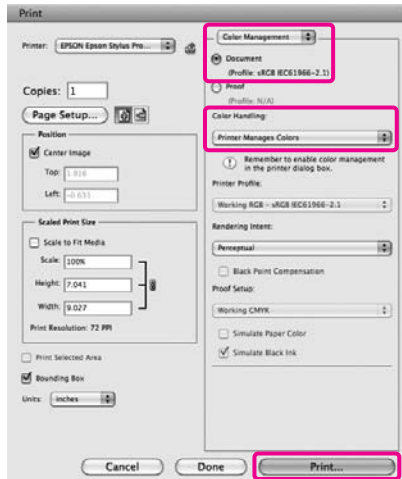 Print
Printer: EPSON Epson Stylus Pro...
Copies: 1
Page Setup...
Position
Center Image
Top: 1.916
Left: -0.633
Scaled Print Size
Scale to Fit Media
Scale: 100%
Height: 7.041
Width: 9.027
Print Resolution: 72 PPI
Print Selected Area
Bounding Box
Units: inches
Color Management
Document
(Profile: sRGB IEC61966-2.1)
Proof
(Profile: N/A)
Color Handling:
Printer Manages Colors
Remember to enable color management
in the printer dialog box.
Printer Profile:
Working RGB - sRGB IEC61966-2.1
Rendering Intent:
Perceptual
Black Point Compensation
Proof Setup:
Working CMYK
Simulate Paper Color
Simulate Black Ink
Cancel
Done
Print...